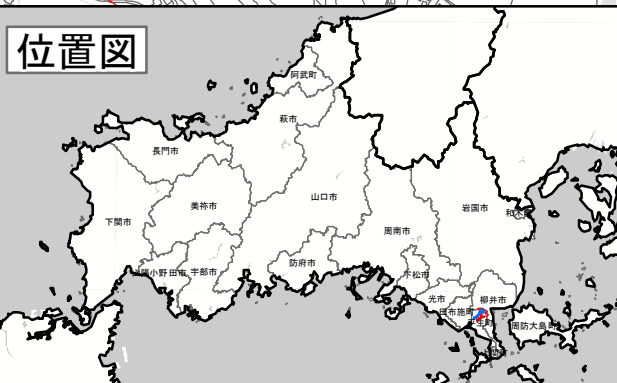 位置図
阿武町
萩市
長門市
美祢市
山口市
下関市
岩国市
和木町
周南市
防府市
宇部市
山陽小野田市
下松市
光市
柳井市
田布施町
平生町
周防大島町
上関町